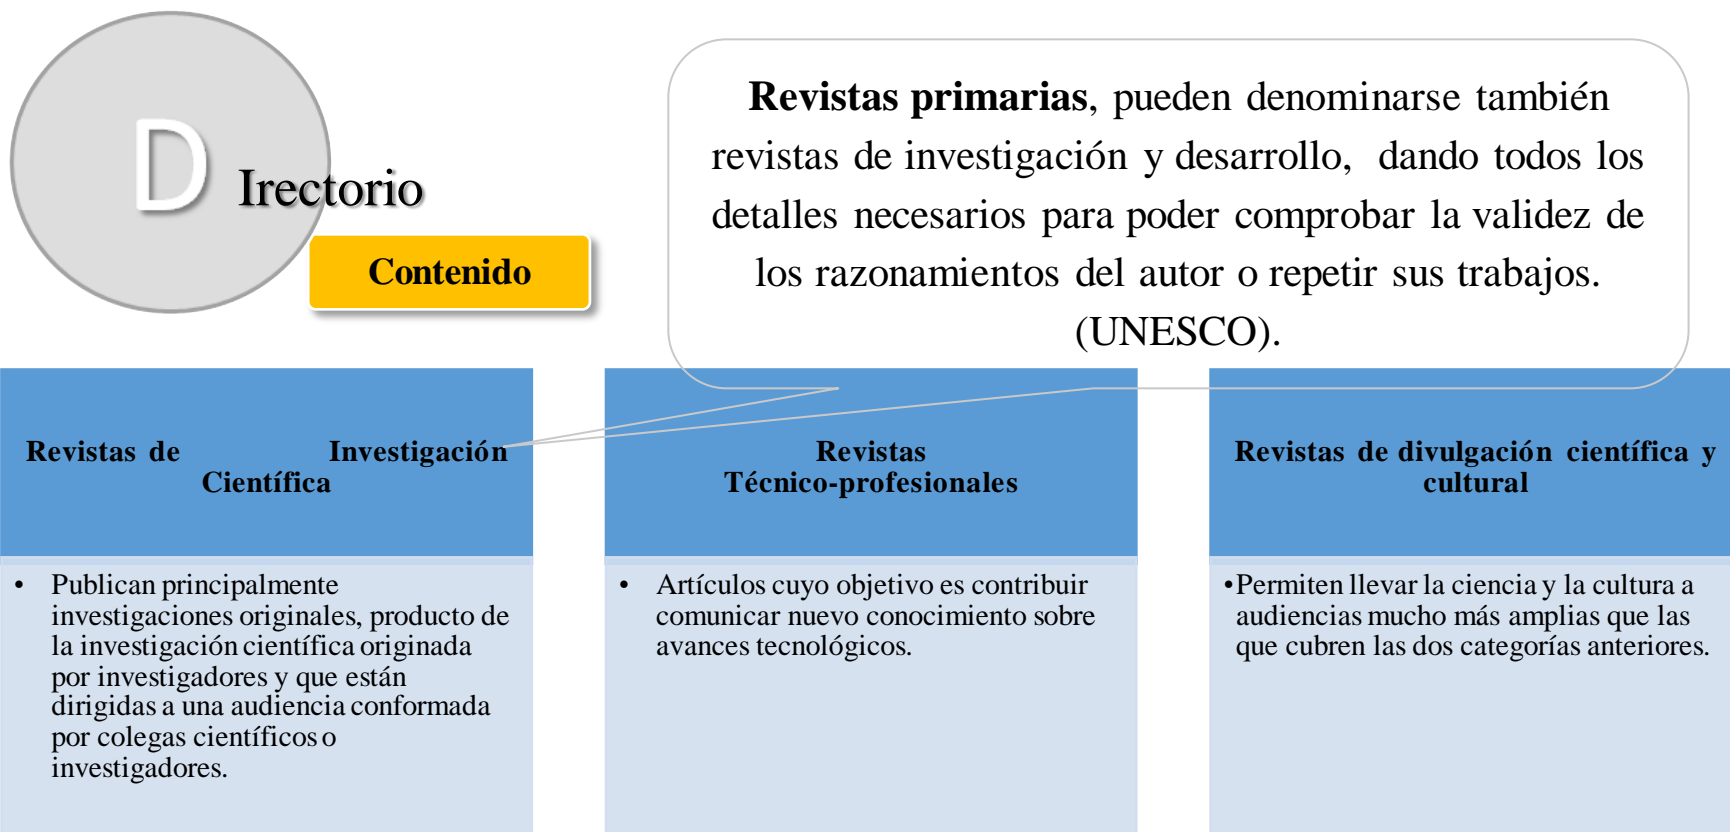 D Irectorio
Contenido
Revistas primarias, pueden denominarse también
revistas de investigación y desarrollo, dando todos los
detalles necesarios para poder comprobar la validez de
los razonamientos del autor o repetir sus trabajos.
(UNESCO).
Revistas de Investigación
Científica
• Publican principalmente
investigaciones originales, producto de
la investigación científica originada
por investigadores y que están
dirigidas a una audiencia conformada
por colegas científicos o
investigadores.
Revistas
Técnico-profesionales
• Artículos cuyo objetivo es contribuir
comunicar nuevo conocimiento sobre
avances tecnológicos.
Revistas de divulgación científica y
cultural
•Permiten llevar la ciencia y la cultura a
audiencias mucho más amplias que las
que cubren las dos categorías anteriores.